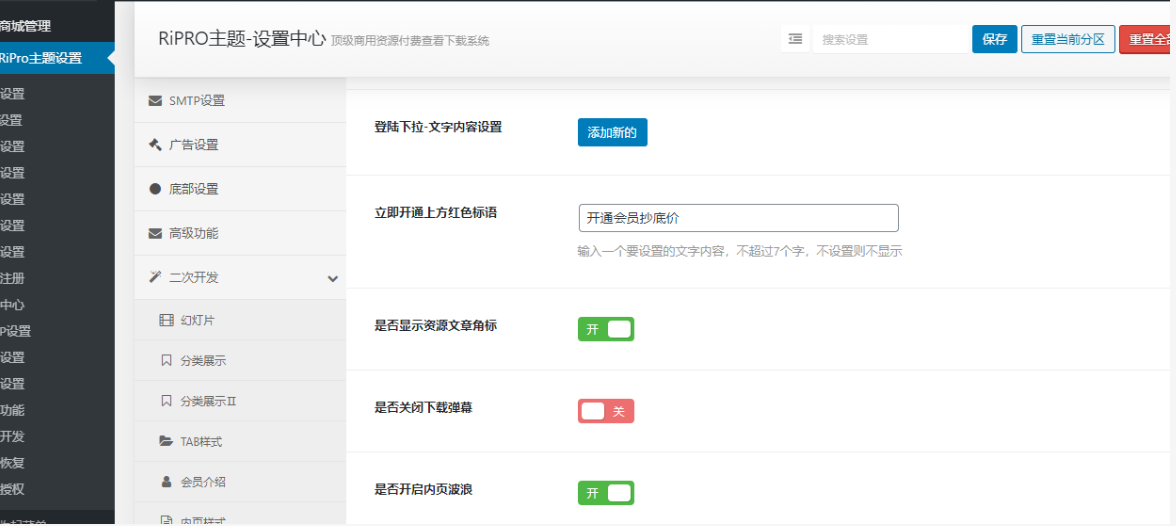 商城管理
RiPro主题设置
设置
设置
设置
设置
设置
设置
设置
注册
中心
P设置
设置
设置
功能
开发
恢复
授权
RiPRO主题-设置中心 顶级商用资源付费查看下载系统
搜索设置
保存
重置当前分区
重置全部
SMTP设置
广告设置
底部设置
高级功能
二次开发
幻灯片
分类展示
分类展示II
TAB样式
会员介绍
内页样式
登陆下拉-文字内容设置
添加新的
立即开通上方红色标语
开通会员抄底价
输入一个要设置的文字内容，不超过7个字，不设置则不显示
是否显示资源文章角标
开
是否关闭下载弹幕
关
是否开启内页波浪
开